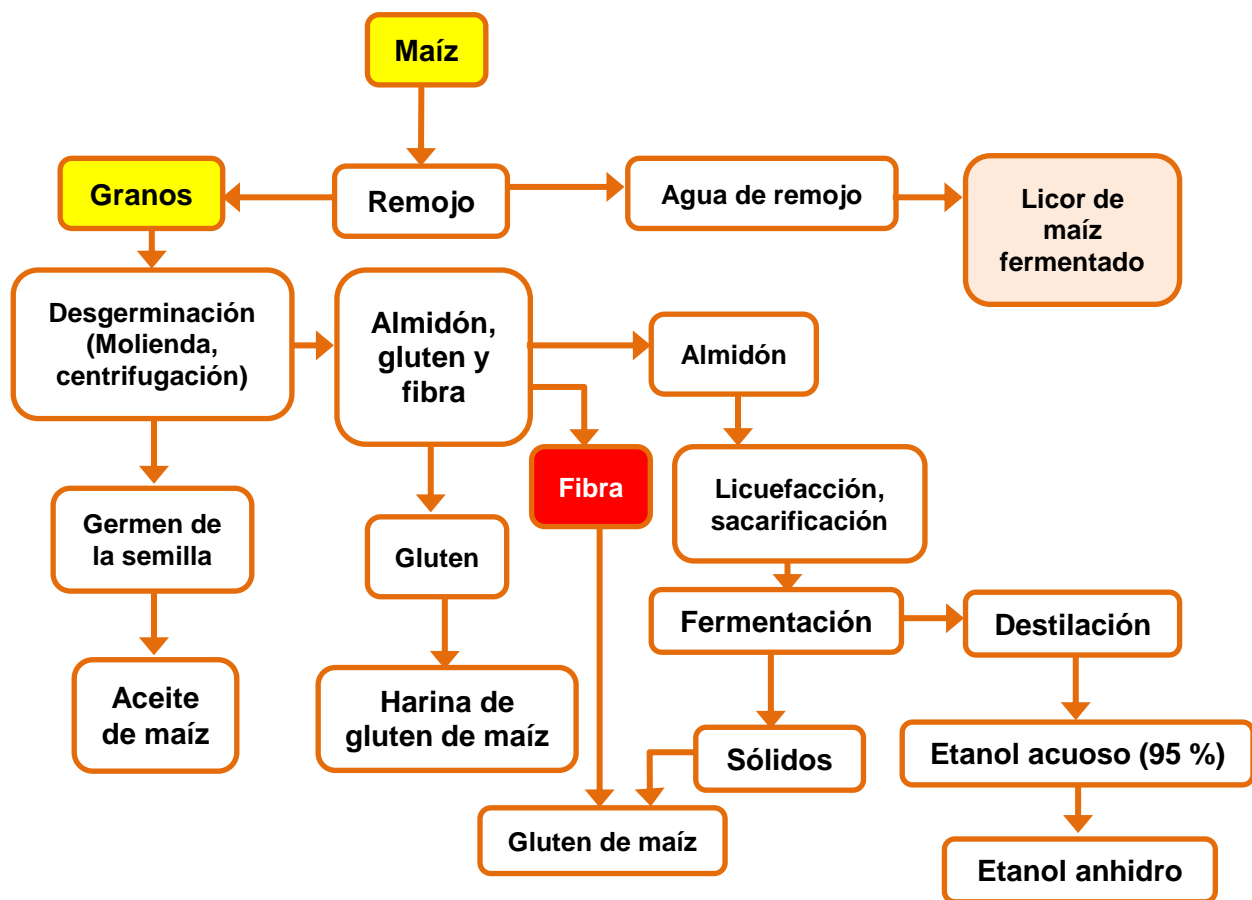 Maíz
Granos
Remojo
Agua de remojo
Licor de
maíz
fermentado
Desgerminación
(Molienda,
centrifugación)
Almidón,
gluten y
fibra
Almidón
Fibra
Licuefacción,
sacarificación
Germen de
la semilla
Gluten
Fermentación
Destilación
Aceite
de maíz
Harina de
gluten de maíz
Sólidos
Etanol acuoso (95 %)
Gluten de maíz
Etanol anhidro